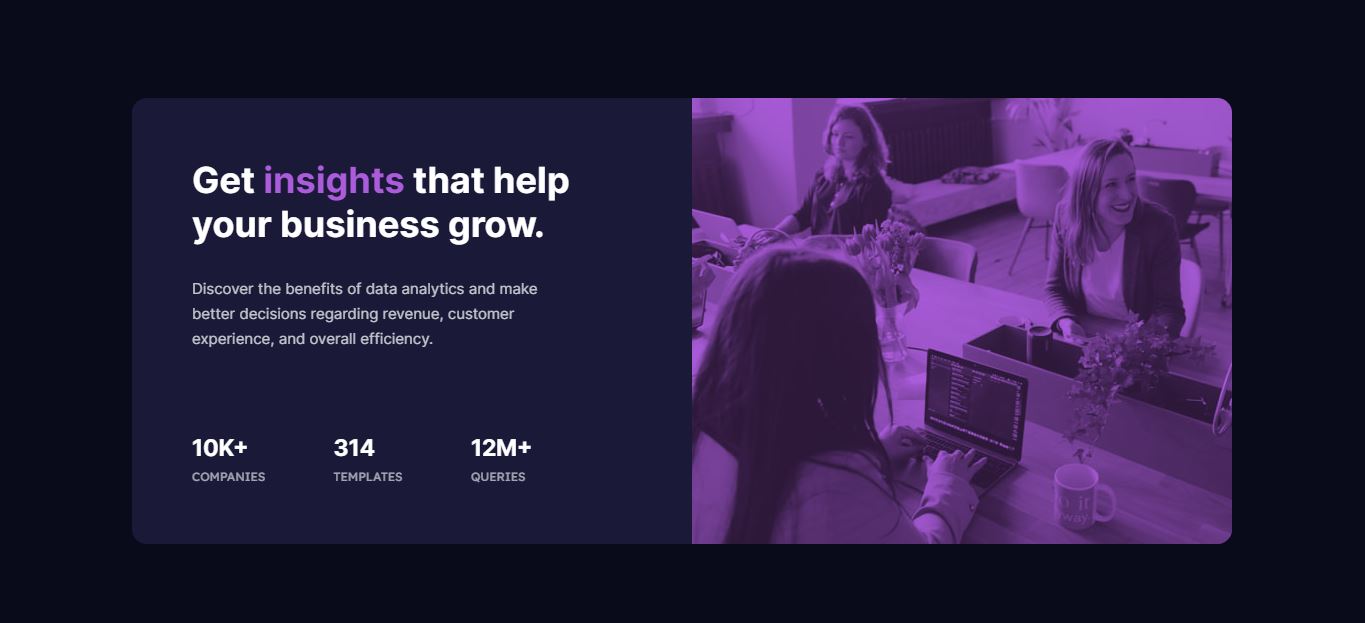 Get insights that help
your business grow.
Discover the benefits of data analytics and make
better decisions regarding revenue, customer
experience, and overall efficiency.
10K+
314
12M+
COMPANIES
TEMPLATES
QUERIES